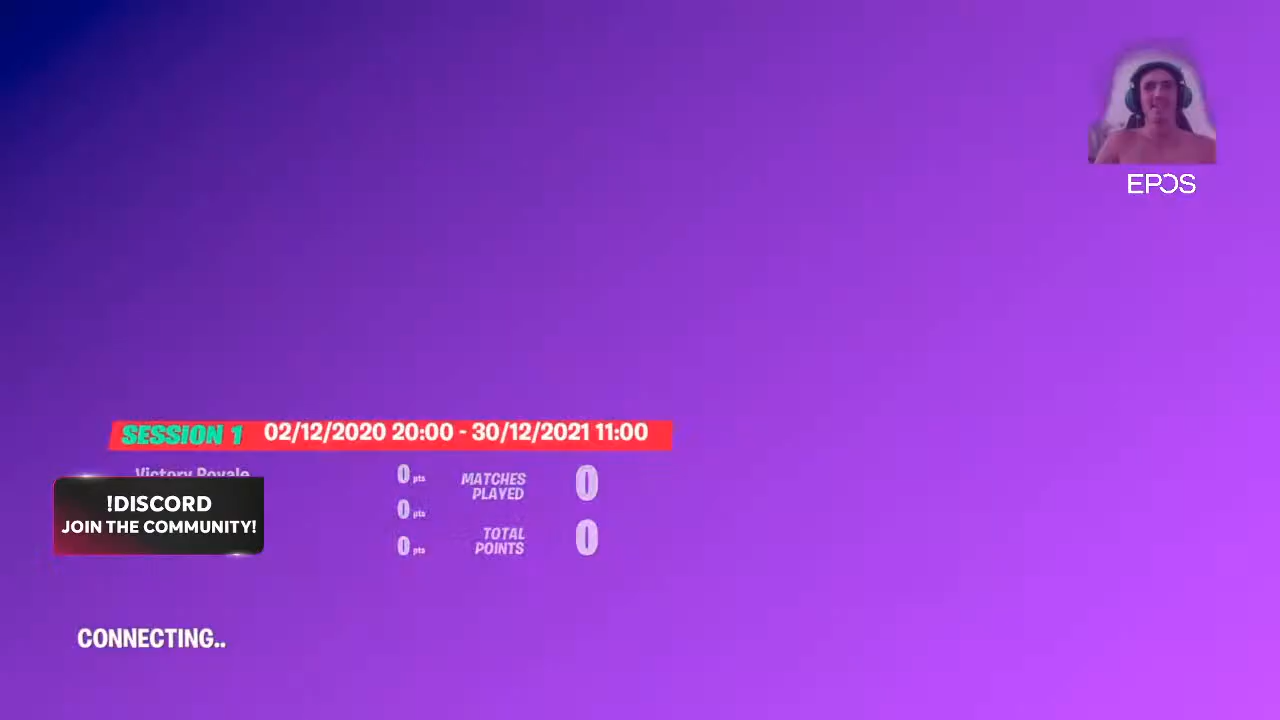 EPOS
SESSION 1 02/12/2020 20:00 - 30/12/2021 11:00
Victory Royale 0 pts
MATCHES PLAYED 0
!DISCORD
JOIN THE COMMUNITY!
0 pts
0 pts
TOTAL POINTS 0
CONNECTING..